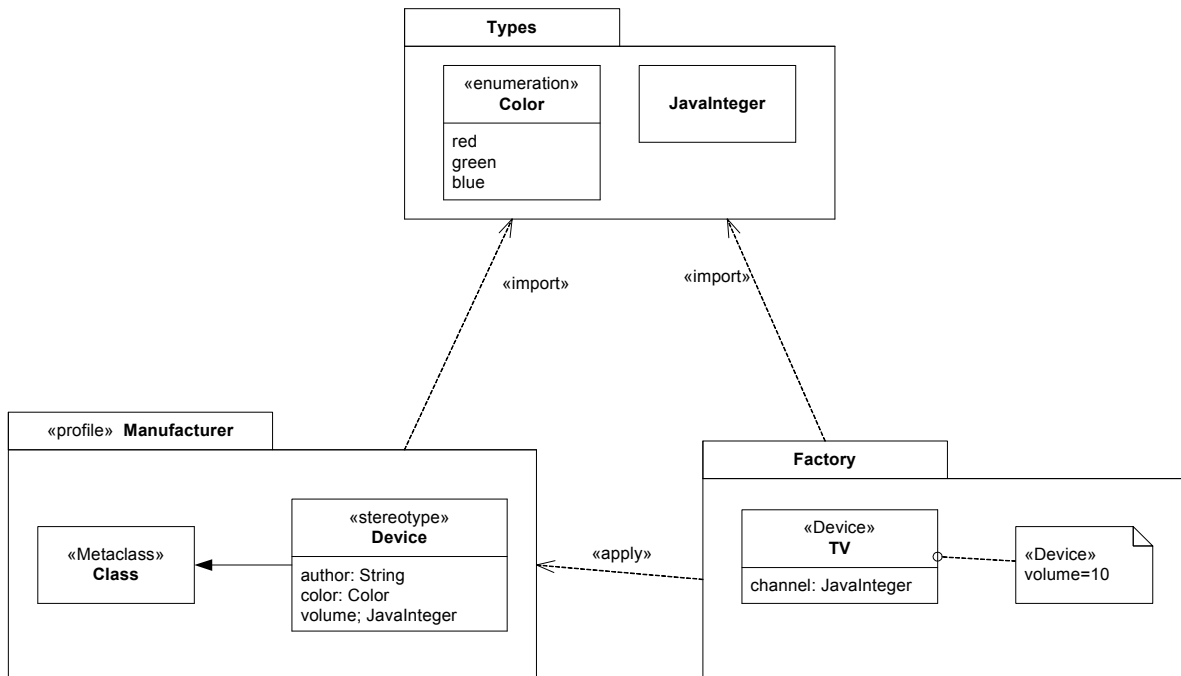 Types
«enumeration»
Color
red
green
blue
JavaInteger
«import»
«import»
«profile» Manufacturer
«Metaclass»
Class
«stereotype»
Device
author: String
color: Color
volume; JavaInteger
«apply»
Factory
«Device»
TV
channel: JavaInteger
«Device»
volume=10